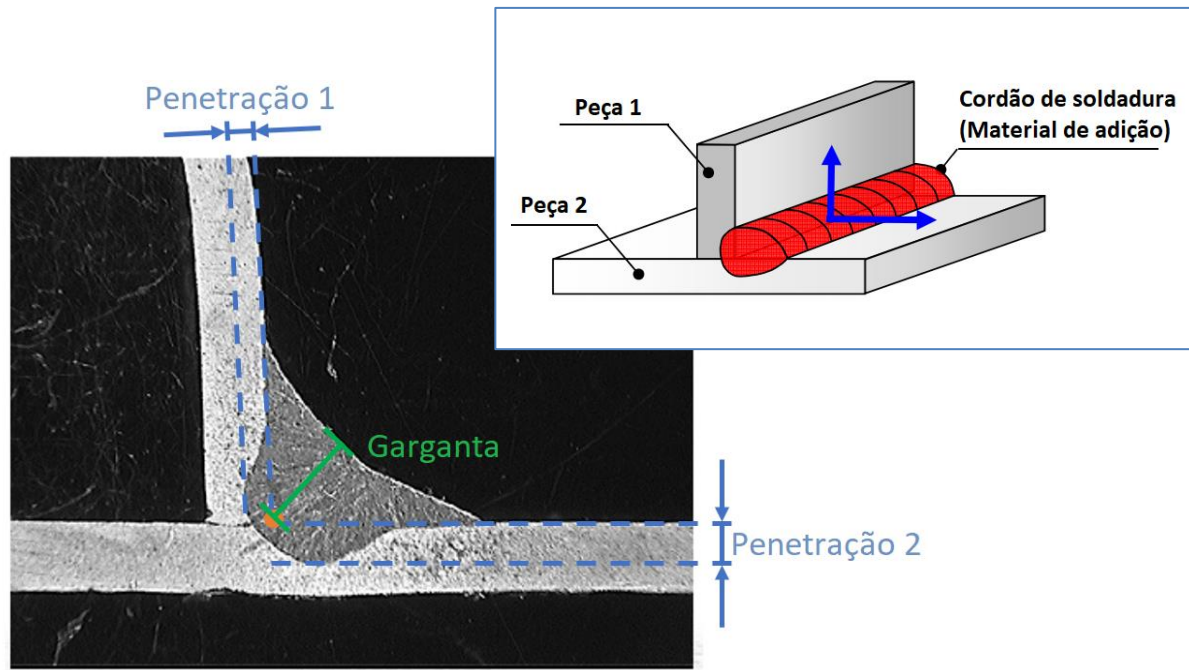 Penetração 1
Peça 1
Cordão de soldadura
(Material de adição)
Peça 2
Garganta
Penetração 2